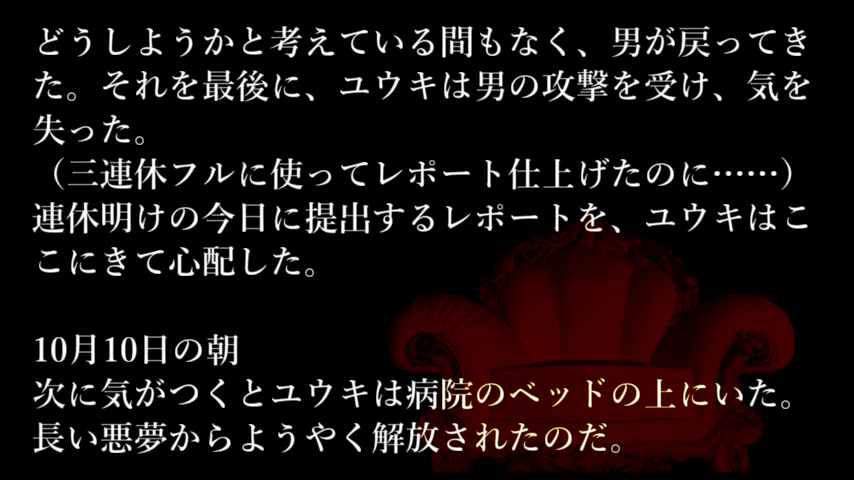 どうしようかと考えている間もなく、男が戻ってき
た。それを最後に、ユウキは男の攻撃を受け、気を
失った。
（三連休フルに使ってレポート仕上げたのに……）
連休明けの今日に提出するレポートを、ユウキはこ
こにきて心配した。
10月10日の朝
次に気がつくとユウキは病院のベッドの上にいた。
長い悪夢からようやく解放されたのだ。